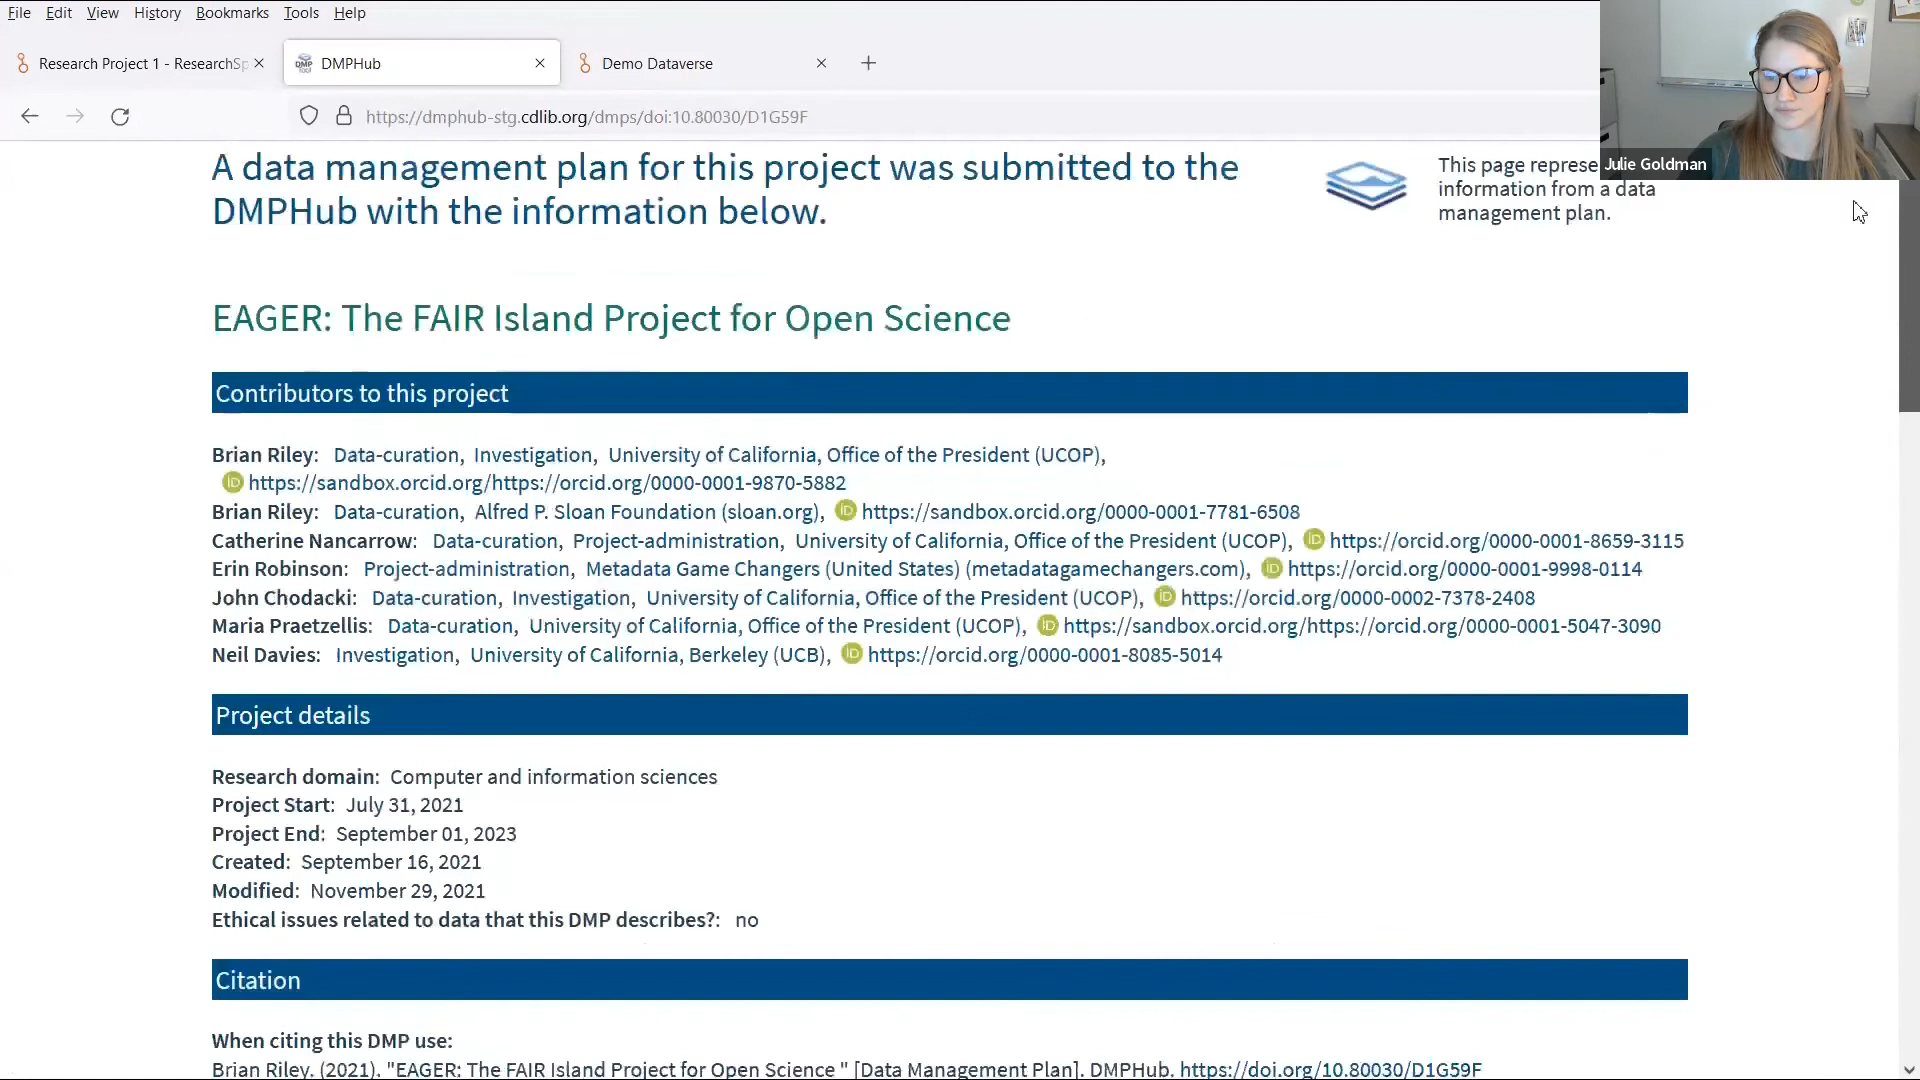 File Edit View History Bookmarks Tools Help
Research Project 1 - ResearchSp DMPHub Demo Dataverse
https://dmphub-stg.cdlib.org/dmps/doi:10.80030/D1G59F
Julie Goldman
A data management plan for this project was submitted to the
DMPHub with the information below.
This page represe
information from a data
management plan.
EAGER: The FAIR Island Project for Open Science
Contributors to this project
Brian Riley: Data-curation, Investigation, University of California, Office of the President (UCOP),
iD https://sandbox.orcid.org/https://orcid.org/0000-0001-9870-5882
Brian Riley: Data-curation, Alfred P. Sloan Foundation (sloan.org), iD https://sandbox.orcid.org/0000-0001-7781-6508
Catherine Nancarrow: Data-curation, Project-administration, University of California, Office of the President (UCOP), iD https://orcid.org/0000-0001-8659-3115
Erin Robinson: Project-administration, Metadata Game Changers (United States) (metadatagamechangers.com), iD https://orcid.org/0000-0001-9998-0114
John Chodacki: Data-curation, Investigation, University of California, Office of the President (UCOP), iD https://orcid.org/0000-0002-7378-2408
Maria Praetzellis: Data-curation, University of California, Office of the President (UCOP), iD https://sandbox.orcid.org/https://orcid.org/0000-0001-5047-3090
Neil Davies: Investigation, University of California, Berkeley (UCB), iD https://orcid.org/0000-0001-8085-5014
Project details
Research domain: Computer and information sciences
Project Start: July 31, 2021
Project End: September 01, 2023
Created: September 16, 2021
Modified: November 29, 2021
Ethical issues related to data that this DMP describes?: no
Citation
When citing this DMP use:
Brian Riley. (2021). "EAGER: The FAIR Island Project for Open Science " [Data Management Plan]. DMPHub. https://doi.org/10.80030/D1G59F